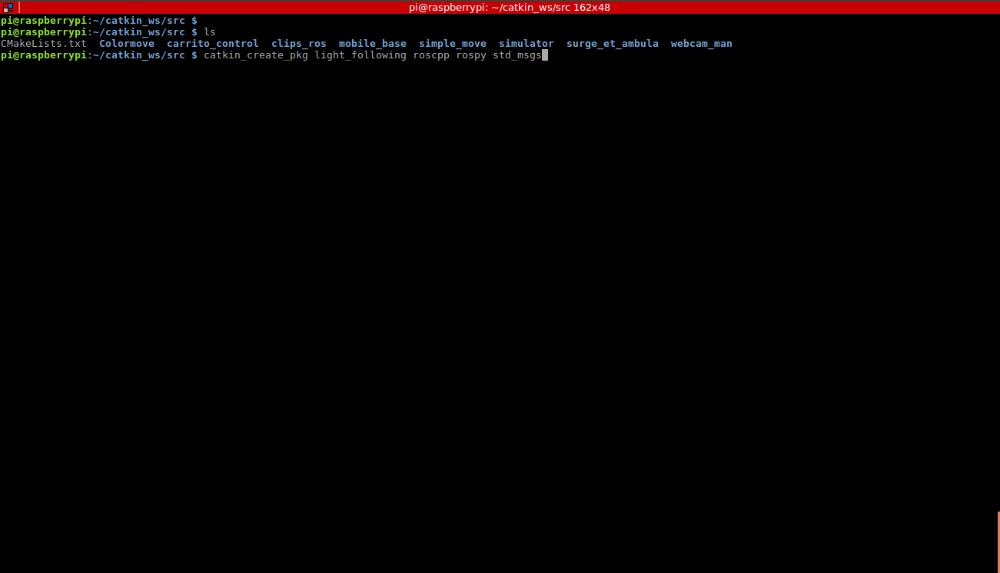 pi@raspberrypi: ~/catkin_ws/src 162x48
pi@raspberrypi:~/catkin_ws/src $
pi@raspberrypi:~/catkin_ws/src $ ls
CMakeLists.txt  Colormove  carrito_control  clips_ros  mobile_base  simple_move  simulator  surge_et_ambula  webcam_man
pi@raspberrypi:~/catkin_ws/src $ catkin_create_pkg light_following roscpp rospy std_msgs